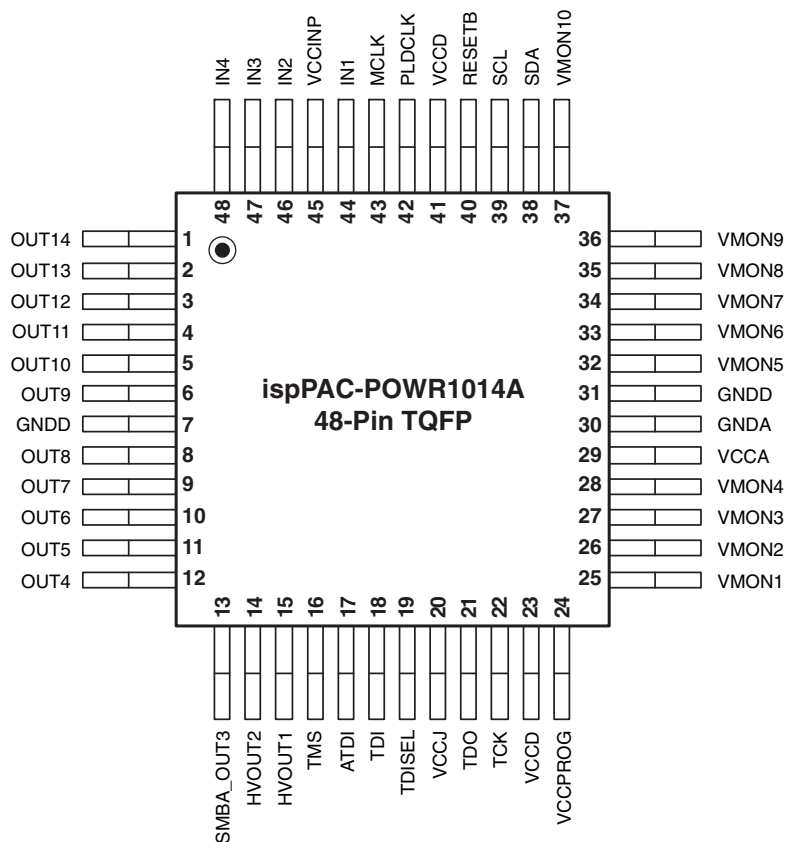 IN4
IN3
IN2
VCCINP
IN1
MCLK
PLDCLK
VCCD
RESETB
SCL
SDA
VMON10
48
47
46
45
44
43
42
41
40
39
38
37
OUT14 1
OUT13 2
OUT12 3
OUT11 4
OUT10 5
OUT9 6
GNDD 7
OUT8 8
OUT7 9
OUT6 10
OUT5 11
OUT4 12
ispPAC-POWR1014A
48-Pin TQFP
36 VMON9
35 VMON8
34 VMON7
33 VMON6
32 VMON5
31 GNDD
30 GNDA
29 VCCA
28 VMON4
27 VMON3
26 VMON2
25 VMON1
13
14
15
16
17
18
19
20
21
22
23
24
SMBA_OUT3
HVOUT2
HVOUT1
TMS
ATDI
TDI
TDISEL
VCCJ
TDO
TCK
VCCD
VCCPROG